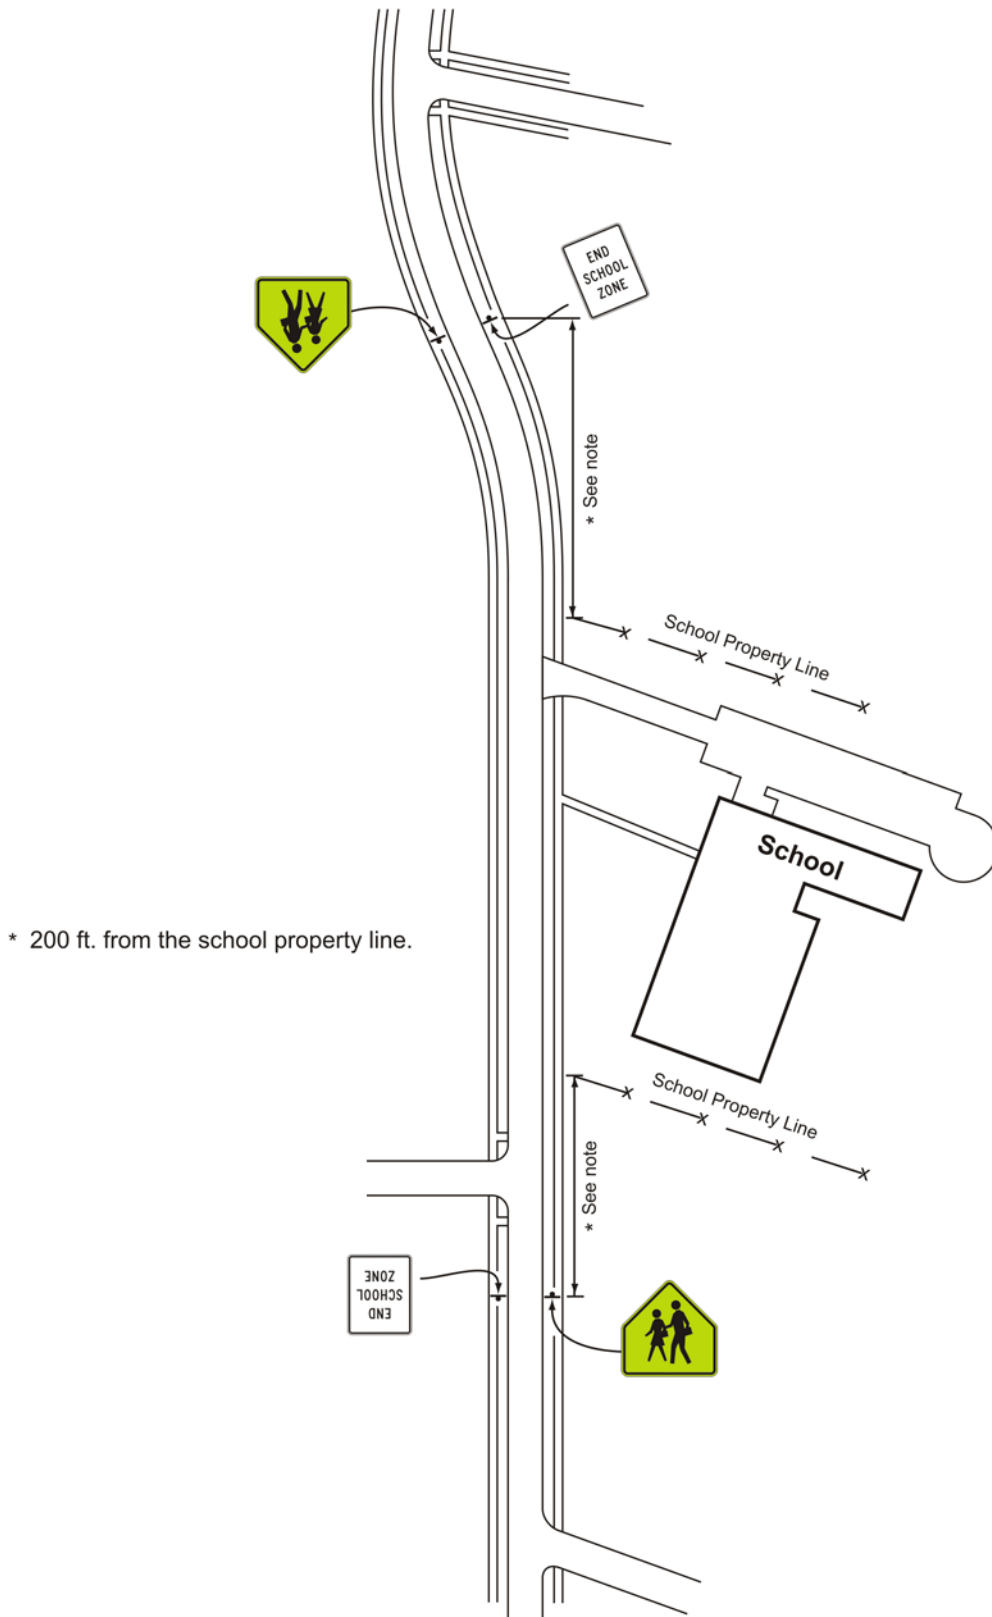 END
SCHOOL
ZONE
* See note
School Property Line
School
* 200 ft. from the school property line.
School Property Line
* See note
END
SCHOOL
ZONE